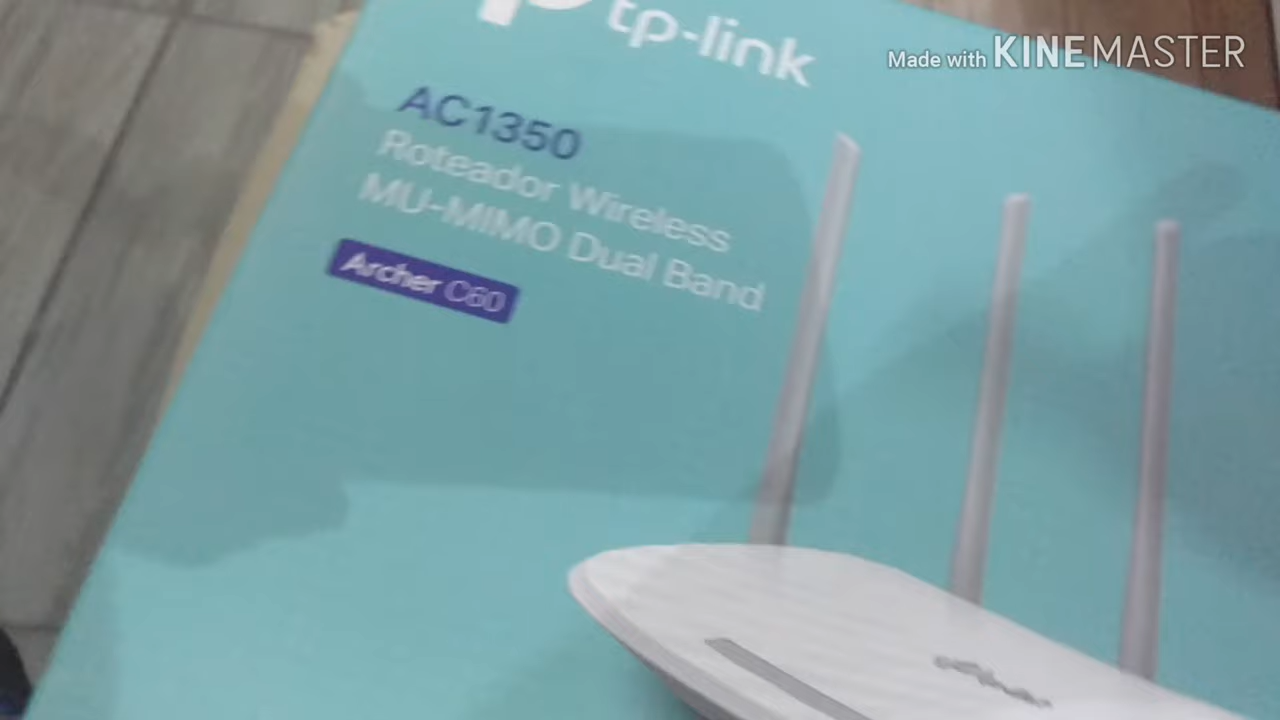 tp-link
Made with KINEMASTER
AC1350
Roteador Wireless
MU-MIMO Dual Band
Archer C60